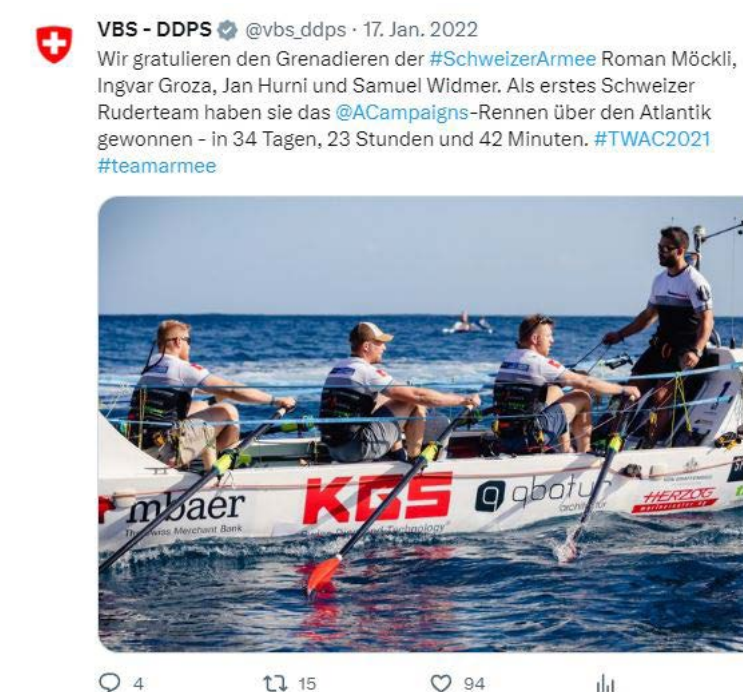 VBS - DDPS @vbs_ddps · 17. Jan. 2022
Wir gratulieren den Grenadieren der #SchweizerArmee Roman Möckli,
Ingvar Groza, Jan Hurni und Samuel Widmer. Als erstes Schweizer
Ruderteam haben sie das @ACampaigns-Rennen über den Atlantik
gewonnen - in 34 Tagen, 23 Stunden und 42 Minuten. #TWAC2021
#teamarmee
mbaer
Merchant Bank
KGS
Technology
qbatur
architektur
HERZOG
4 15 94